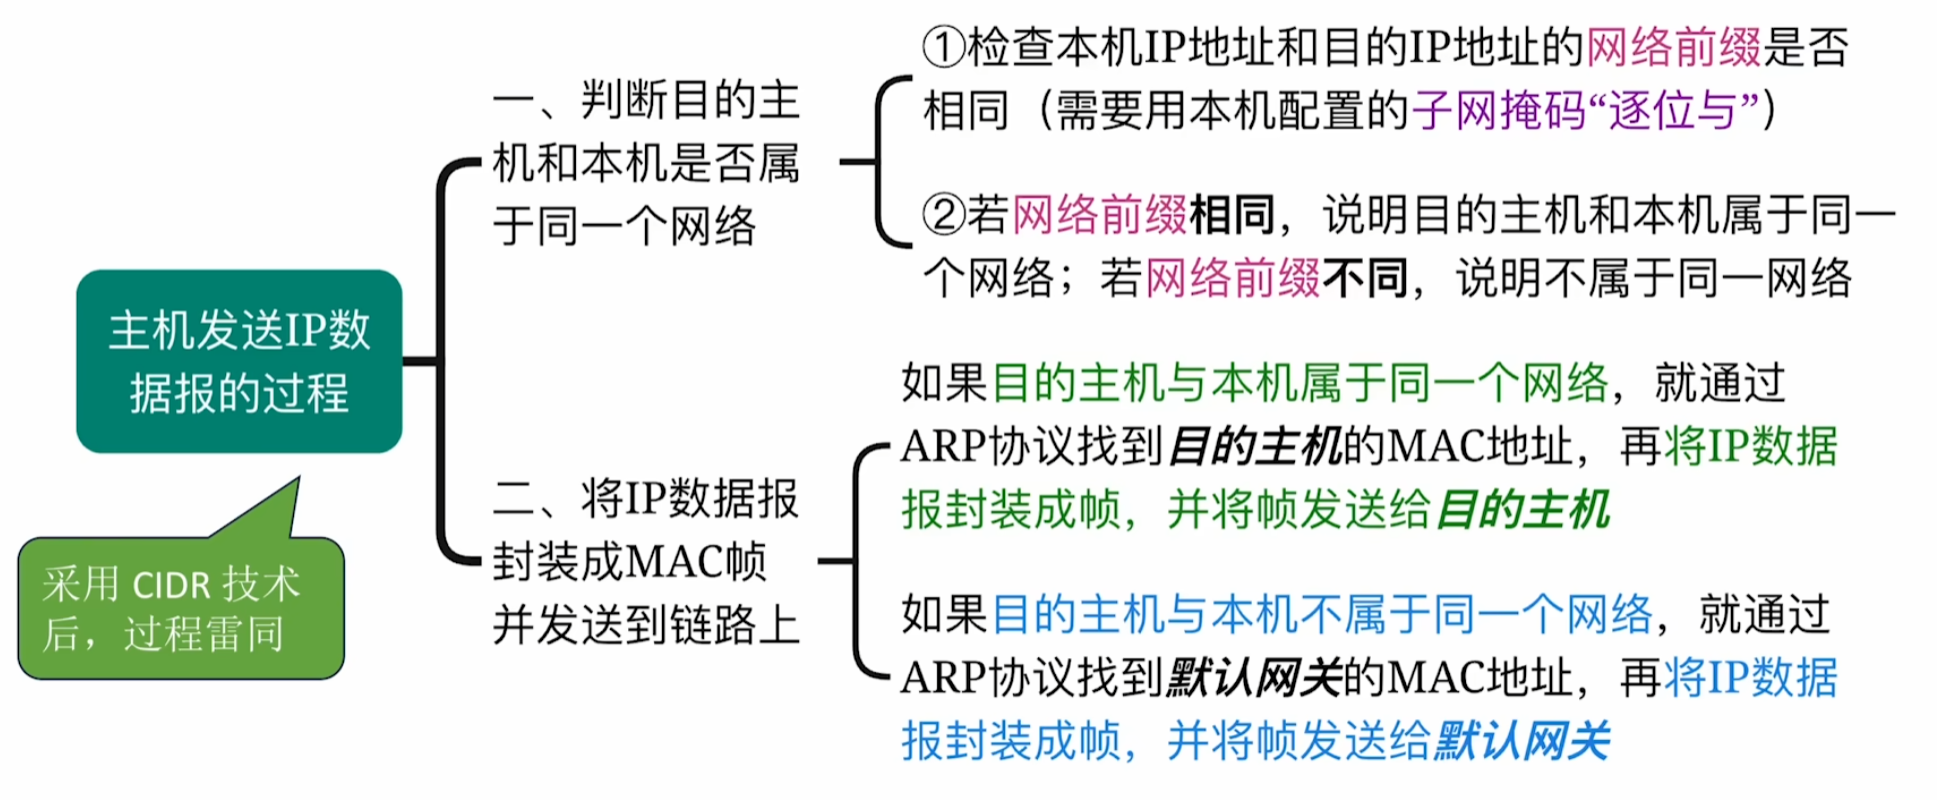 主机发送IP数
据报的过程
采用 CIDR 技术
后，过程雷同
一、判断目的主
机和本机是否属
于同一个网络
①检查本机IP地址和目的IP地址的网络前缀是否
相同（需要用本机配置的子网掩码“逐位与”）
②若网络前缀相同，说明目的主机和本机属于同一
个网络；若网络前缀不同，说明不属于同一网络
二、将IP数据报
封装成MAC帧
并发送到链路上
如果目的主机与本机属于同一个网络，就通过
ARP协议找到目的主机的MAC地址，再将IP数据
报封装成帧，并将帧发送给目的主机
如果目的主机与本机不属于同一个网络，就通过
ARP协议找到默认网关的MAC地址，再将IP数据
报封装成帧，并将帧发送给默认网关